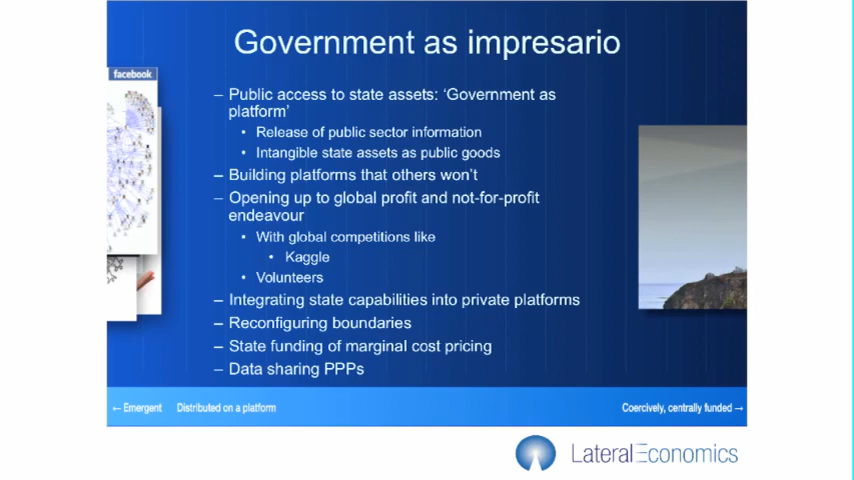 Government as impresario
facebook
– Public access to state assets: ‘Government as
platform’
• Release of public sector information
• Intangible state assets as public goods
– Building platforms that others won’t
– Opening up to global profit and not-for-profit
endeavour
• With global competitions like
• Kaggle
• Volunteers
– Integrating state capabilities into private platforms
– Reconfiguring boundaries
– State funding of marginal cost pricing
– Data sharing PPPs
← Emergent Distributed on a platform Coercively, centrally funded →
LateralEconomics